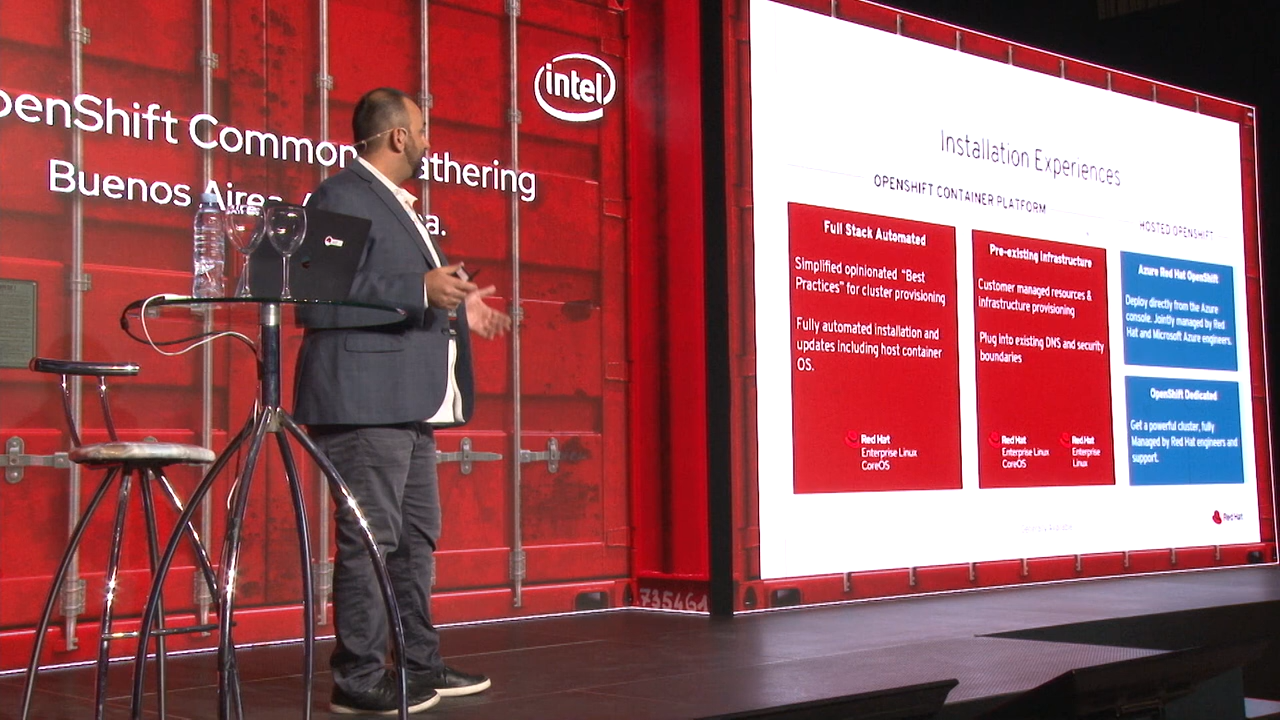 penShift Common
athering
Buenos Aires
a.
intel
Installation Experiences
OPENSHIFT CONTAINER PLATFORM
HOSTED OPENSHIFT
Full Stack Automated
Simplified opinionated "Best
Practices" for cluster provisioning
Fully automated installation and
updates including host container
OS.
Red Hat
Enterprise Linux
CoreOS
Pre-existing Infrastructure
Customer managed resources &
infrastructure provisioning
Plug into existing DNS and security
boundaries
Red Hat
Enterprise Linux
CoreOS
Red Hat
Enterprise
Linux
Azure Red Hat OpenShift
Deploy directly from the Azure
console. Jointly managed by Red
Hat and Microsoft Azure engineers.
OpenShift Dedicated
Get a powerful cluster, fully
Managed by Red Hat engineers and
support.
Red Hat
735464